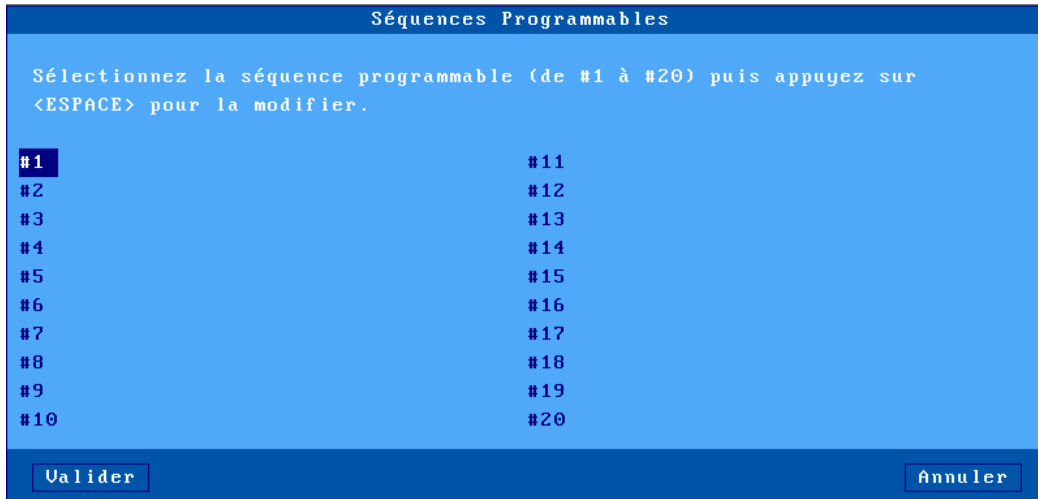 Séquences Programmables
Sélectionnez la séquence programmable (de #1 à #20) puis appuyez sur
<ESPACE> pour la modifier.
#1 #11
#2 #12
#3 #13
#4 #14
#5 #15
#6 #16
#7 #17
#8 #18
#9 #19
#10 #20
Valider Annuler